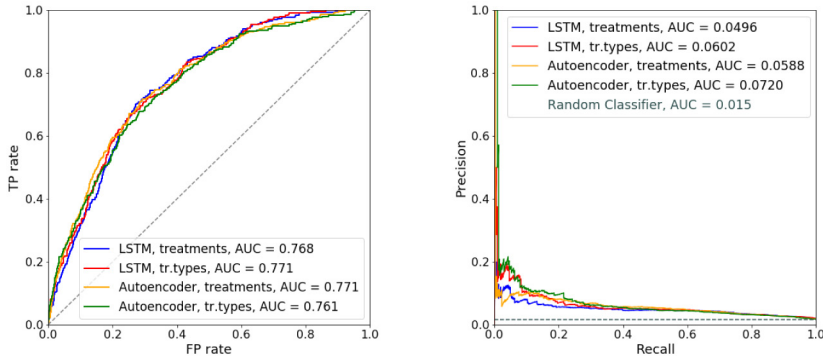 1.0
0.8
0.6
0.4
0.2
0.0
TP rate
LSTM, treatments, AUC = 0.768
LSTM, tr.types, AUC = 0.771
Autoencoder, treatments, AUC = 0.771
Autoencoder, tr.types, AUC = 0.761
0.0 0.2 0.4 0.6 0.8 1.0
FP rate
1.0
0.8
0.6
0.4
0.2
0.0
Precision
LSTM, treatments, AUC = 0.0496
LSTM, tr.types, AUC = 0.0602
Autoencoder, treatments, AUC = 0.0588
Autoencoder, tr.types, AUC = 0.0720
Random Classifier, AUC = 0.015
0.0 0.2 0.4 0.6 0.8 1.0
Recall